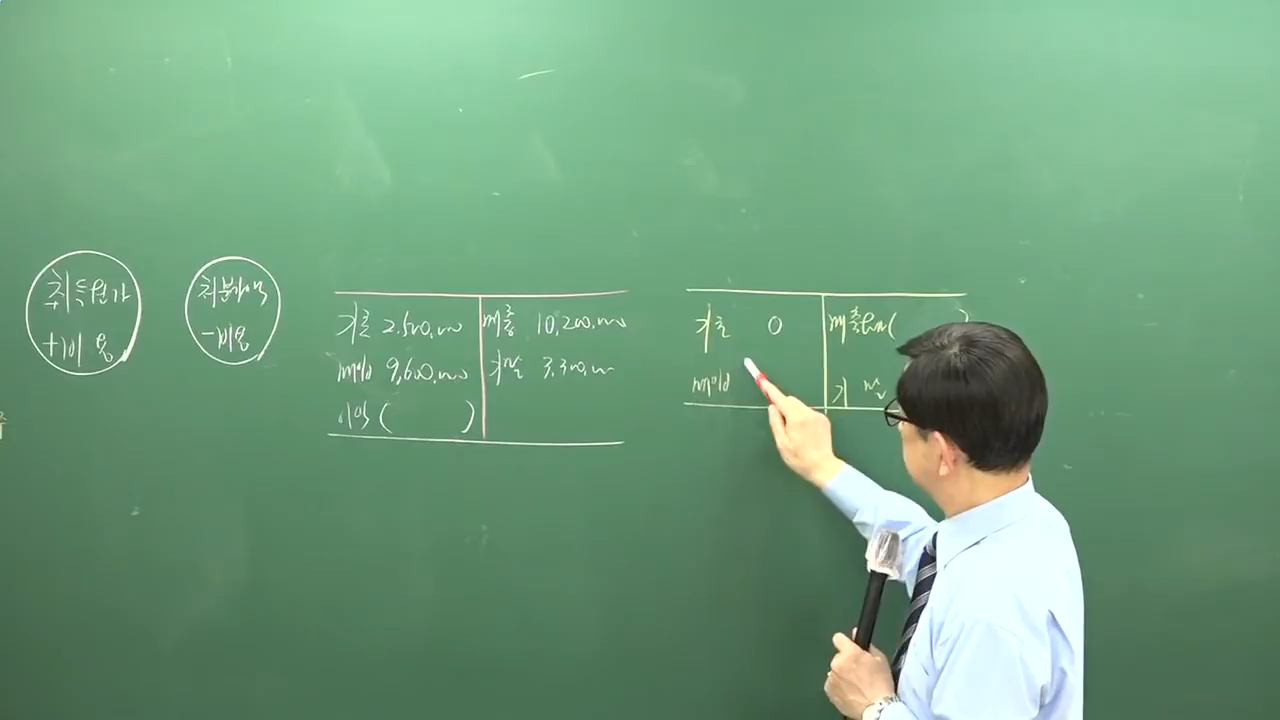 취득원가
+비용
처분가액
-비용
기초 2,500,000
매입 9,600,000
이익 ( )
매출 10,200,000
기말 3,300,000
기초 0
매입
매출원가 ( )
기말